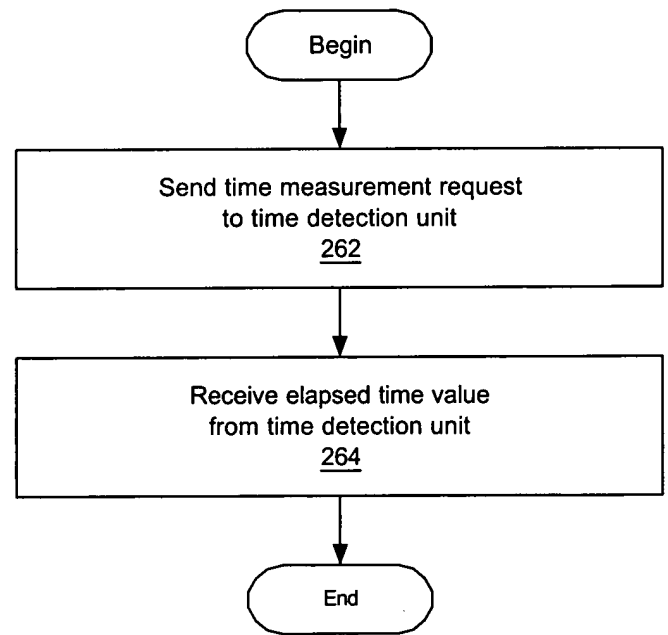 Begin
Send time measurement request
to time detection unit
262
Receive elapsed time value
from time detection unit
264
End